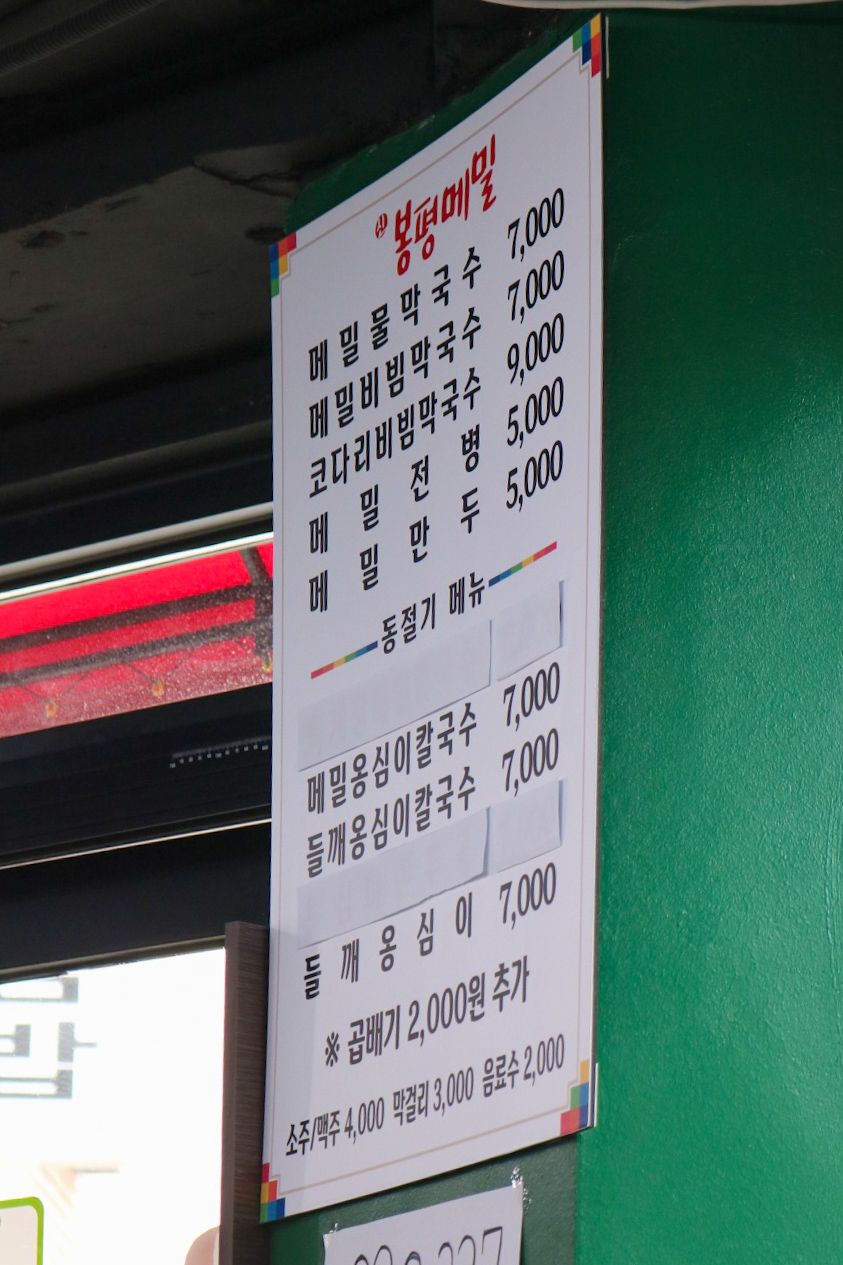 봉평메밀
메밀물막국수 7,000
메밀비빔막국수 7,000
코다리비빔막국수 9,000
메밀전병 5,000
메밀만두 5,000
동절기 메뉴
메밀옹심이칼국수 7,000
들깨옹심이칼국수 7,000
들깨옹심이 7,000
※ 곱배기 2,000원 추가
소주/맥주 4,000 막걸리 3,000 음료수 2,000